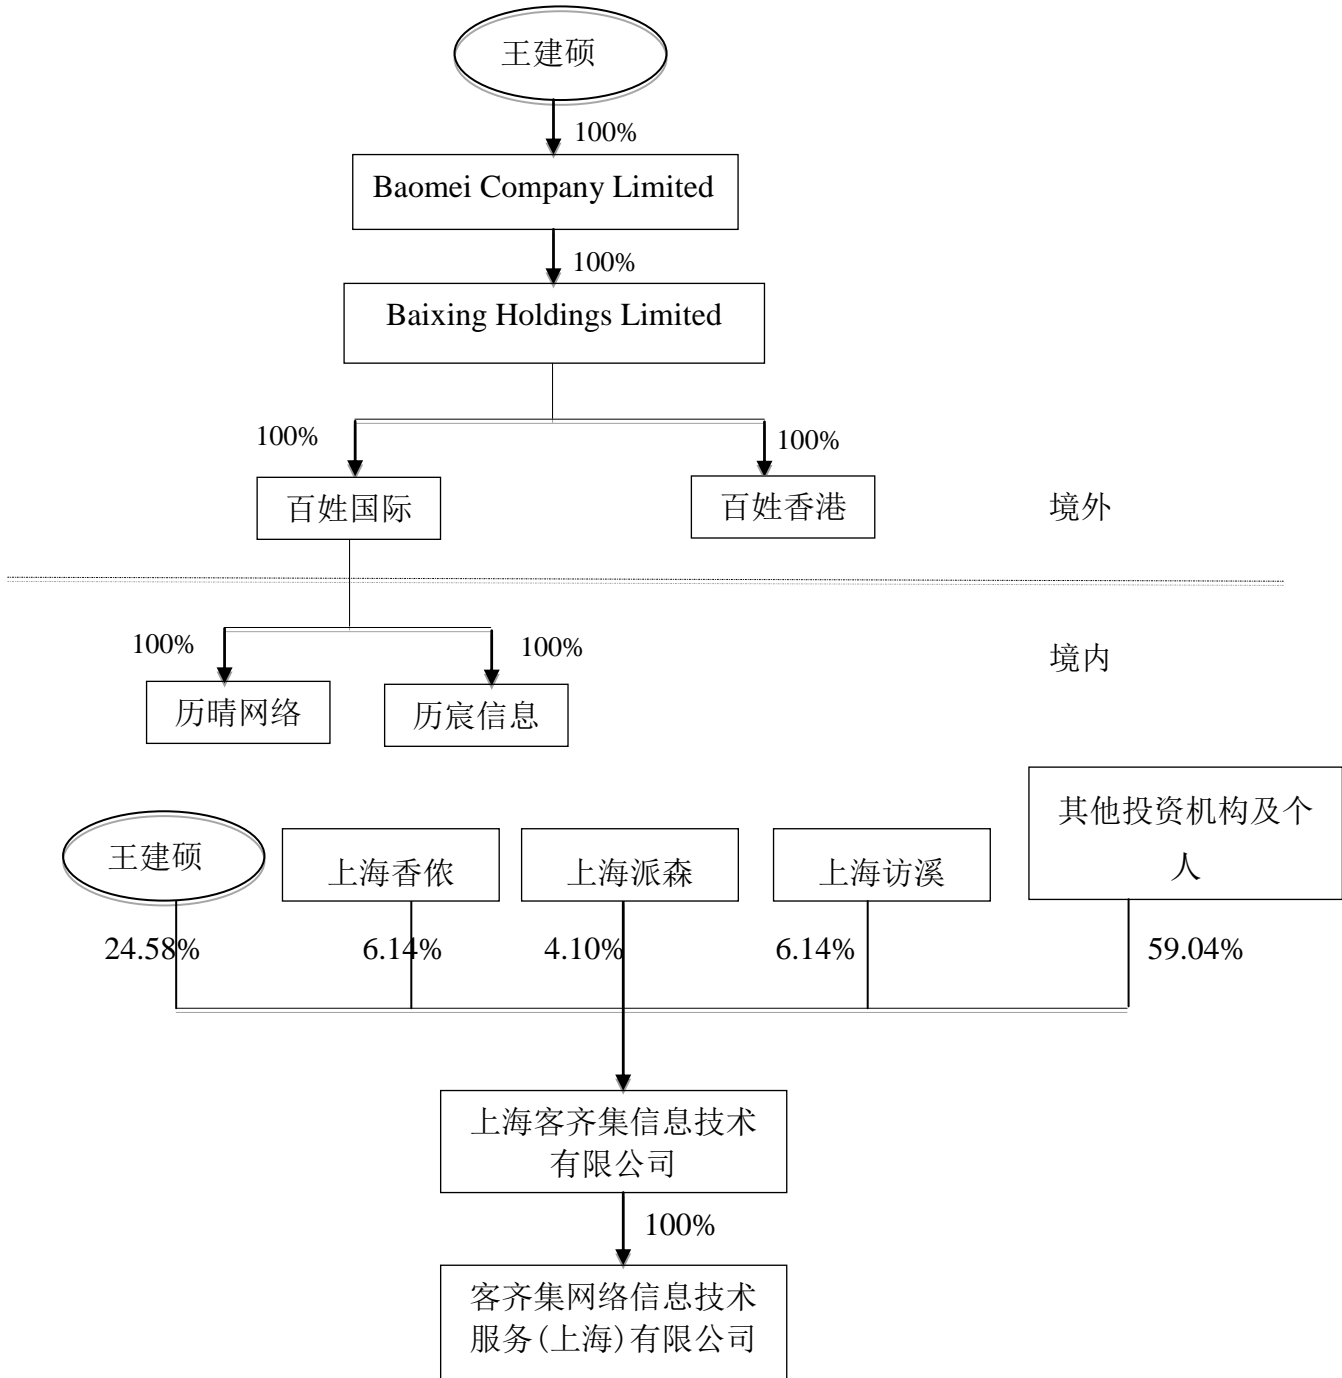 王建硕
100%
Baomei Company Limited
100%
Baixing Holdings Limited
100%
100%
百姓国际
百姓香港
境外
100%
100%
境内
历晴网络
历宸信息
王建硕
上海香侬
上海派森
上海访溪
其他投资机构及个
人
24.58%
6.14%
4.10%
6.14%
59.04%
上海客齐集信息技术
有限公司
100%
客齐集网络信息技术
服务(上海)有限公司